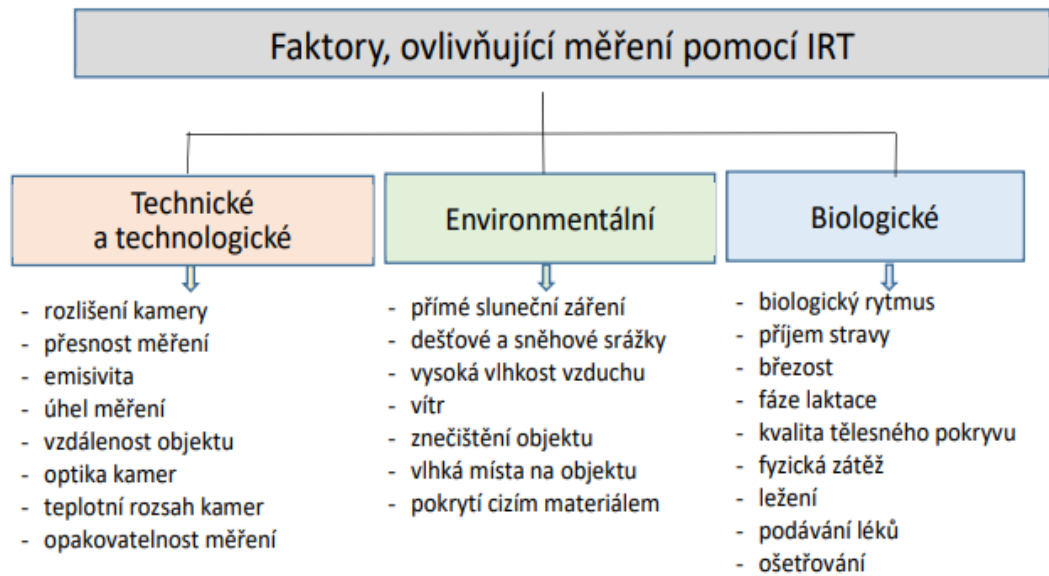 Faktory, ovlivňující měření pomocí IRT
Technické
a technologické
- rozlišení kamery
- přesnost měření
- emisivita
- úhel měření
- vzdálenost objektu
- optika kamer
- teplotní rozsah kamer
- opakovatelnost měření
Environmentální
- přímé sluneční záření
- dešťové a sněhové srážky
- vysoká vlhkost vzduchu
- vítr
- znečištění objektu
- vlhká místa na objektu
- pokrytí cizím materiálem
Biologické
- biologický rytmus
- příjem stravy
- březost
- fáze laktace
- kvalita tělesného pokryvu
- fyzická zátěž
- ležení
- podávání léků
- ošetřování